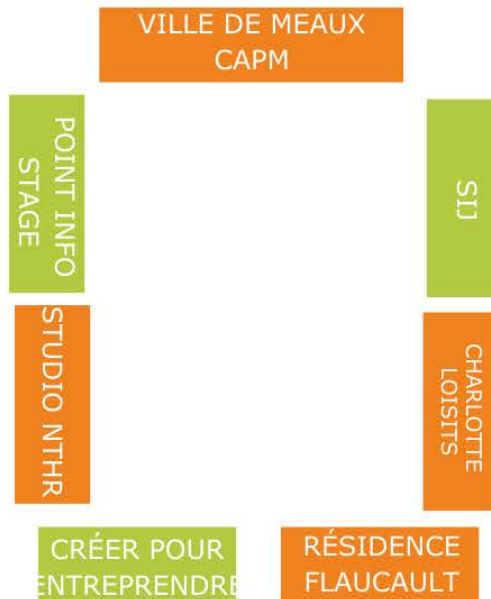 VILLE DE MEAUX
CAPM
POINT INFO
STAGE
SIJ
STUDIO NTHR
CHARLOTTE
LOISITS
CRÉER POUR
ENTREPRENDRE
RÉSIDENCE
FLAUCAULT